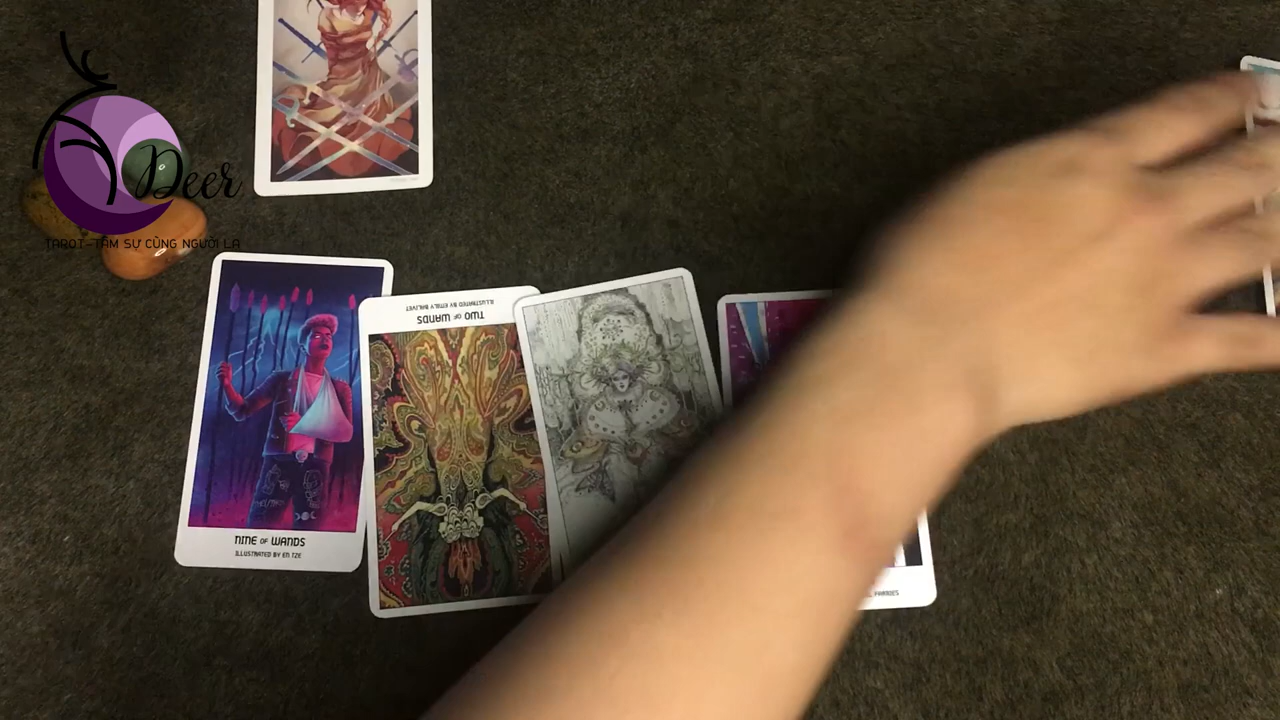 Deer
TAROT-TÂM SỰ CÙNG NGƯỜI LẠ
TWO OF WANDS
ILLUSTRATED BY EMILY BALIVET
NINE OF WANDS
ILLUSTRATED BY EN TZE